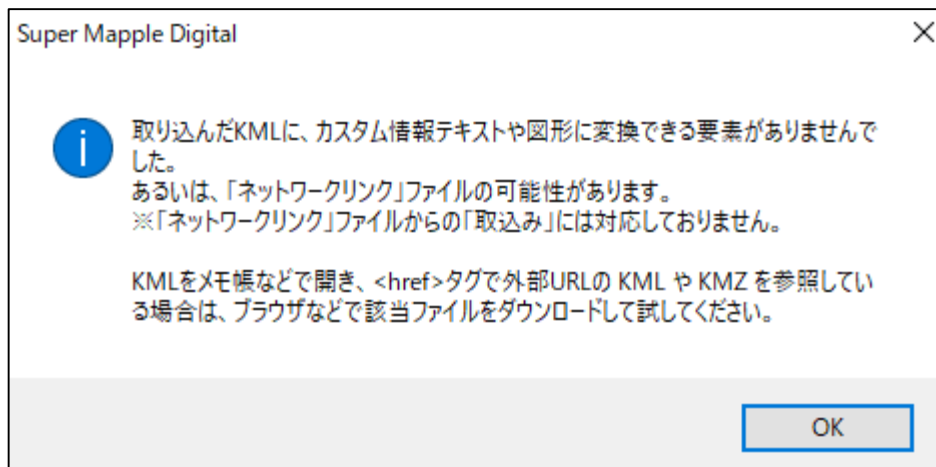 Super Mapple Digital
取り込んだKMLに、カスタム情報テキストや図形に変換できる要素がありませんで
した。
あるいは、「ネットワークリンク」ファイルの可能性があります。
※「ネットワークリンク」ファイルからの「取込み」には対応しておりません。
KMLをメモ帳などで開き、<href>タグで外部URLの KML や KMZ を参照してい
る場合は、ブラウザなどで該当ファイルをダウンロードして試してください。
OK